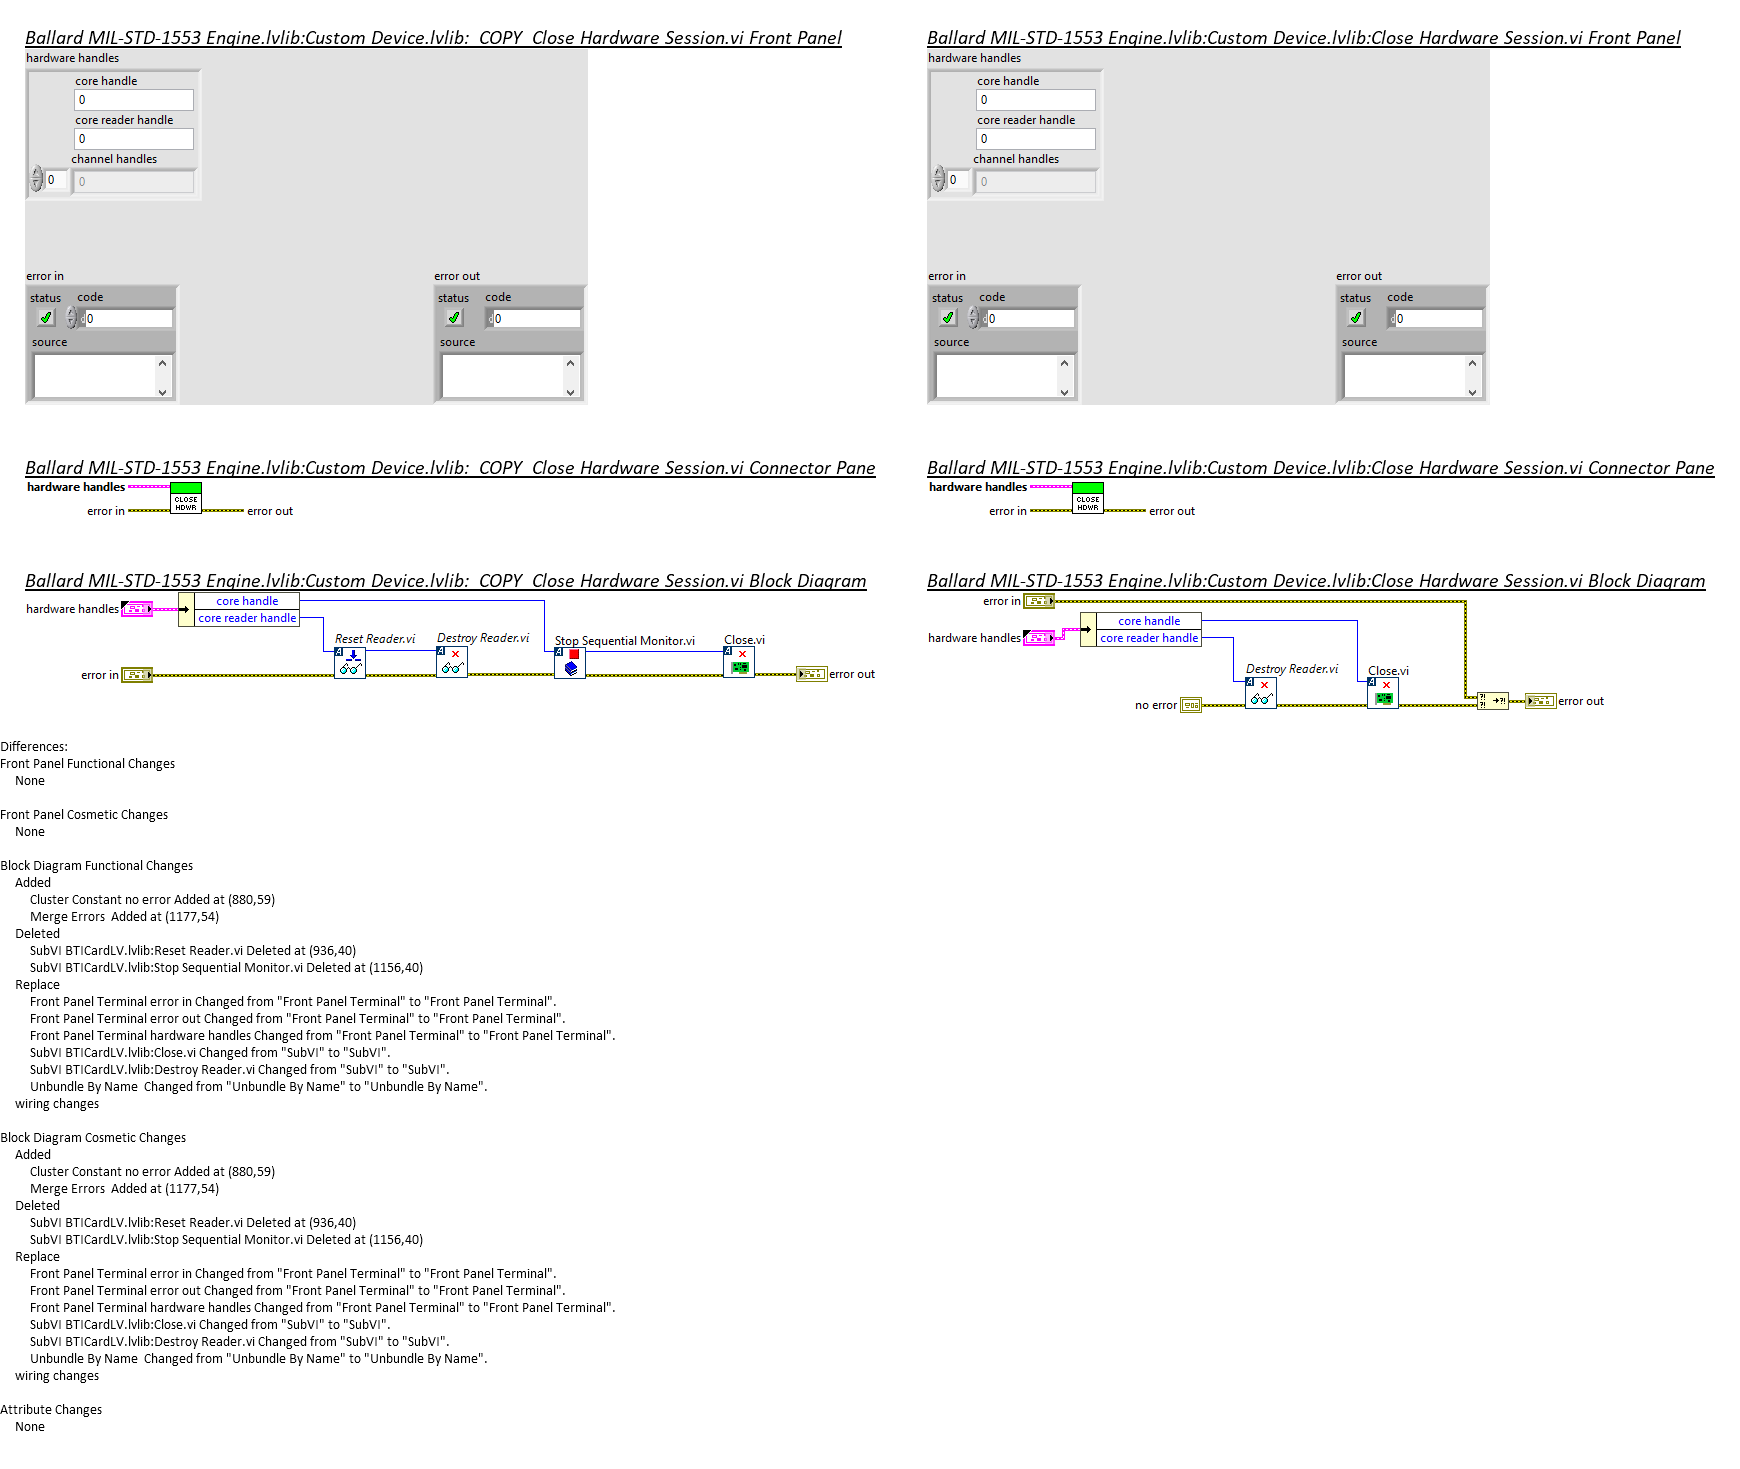 Ballard MIL-STD-1553 Engine.lvlib:Custom Device.lvlib:_COPY_Close Hardware Session.vi Front Panel
hardware handles
core handle
0
core reader handle
0
channel handles
0
0
error in
status
code
0
source
error out
status
code
0
source
Ballard MIL-STD-1553 Engine.lvlib:Custom Device.lvlib:Close Hardware Session.vi Front Panel
hardware handles
core handle
0
core reader handle
0
channel handles
0
0
error in
status
code
0
source
error out
status
code
0
source
Ballard MIL-STD-1553 Engine.lvlib:Custom Device.lvlib:_COPY_Close Hardware Session.vi Connector Pane
hardware handles
CLOSE
HDWR
error in
error out
Ballard MIL-STD-1553 Engine.lvlib:Custom Device.lvlib:Close Hardware Session.vi Connector Pane
hardware handles
CLOSE
HDWR
error in
error out
Ballard MIL-STD-1553 Engine.lvlib:Custom Device.lvlib:_COPY_Close Hardware Session.vi Block Diagram
hardware handles
core handle
core reader handle
Reset Reader.vi
Destroy Reader.vi
Stop Sequential Monitor.vi
Close.vi
error in
error out
Ballard MIL-STD-1553 Engine.lvlib:Custom Device.lvlib:Close Hardware Session.vi Block Diagram
error in
hardware handles
core handle
core reader handle
Destroy Reader.vi
Close.vi
no error
error out
Differences:
Front Panel Functional Changes
None
Front Panel Cosmetic Changes
None
Block Diagram Functional Changes
Added
Cluster Constant no error Added at (880,59)
Merge Errors  Added at (1177,54)
Deleted
SubVI BTICardLV.lvlib:Reset Reader.vi Deleted at (936,40)
SubVI BTICardLV.lvlib:Stop Sequential Monitor.vi Deleted at (1156,40)
Replace
Front Panel Terminal error in Changed from "Front Panel Terminal" to "Front Panel Terminal".
Front Panel Terminal error out Changed from "Front Panel Terminal" to "Front Panel Terminal".
Front Panel Terminal hardware handles Changed from "Front Panel Terminal" to "Front Panel Terminal".
SubVI BTICardLV.lvlib:Close.vi Changed from "SubVI" to "SubVI".
SubVI BTICardLV.lvlib:Destroy Reader.vi Changed from "SubVI" to "SubVI".
Unbundle By Name  Changed from "Unbundle By Name" to "Unbundle By Name".
wiring changes
Block Diagram Cosmetic Changes
Added
Cluster Constant no error Added at (880,59)
Merge Errors  Added at (1177,54)
Deleted
SubVI BTICardLV.lvlib:Reset Reader.vi Deleted at (936,40)
SubVI BTICardLV.lvlib:Stop Sequential Monitor.vi Deleted at (1156,40)
Replace
Front Panel Terminal error in Changed from "Front Panel Terminal" to "Front Panel Terminal".
Front Panel Terminal error out Changed from "Front Panel Terminal" to "Front Panel Terminal".
Front Panel Terminal hardware handles Changed from "Front Panel Terminal" to "Front Panel Terminal".
SubVI BTICardLV.lvlib:Close.vi Changed from "SubVI" to "SubVI".
SubVI BTICardLV.lvlib:Destroy Reader.vi Changed from "SubVI" to "SubVI".
Unbundle By Name  Changed from "Unbundle By Name" to "Unbundle By Name".
wiring changes
Attribute Changes
None